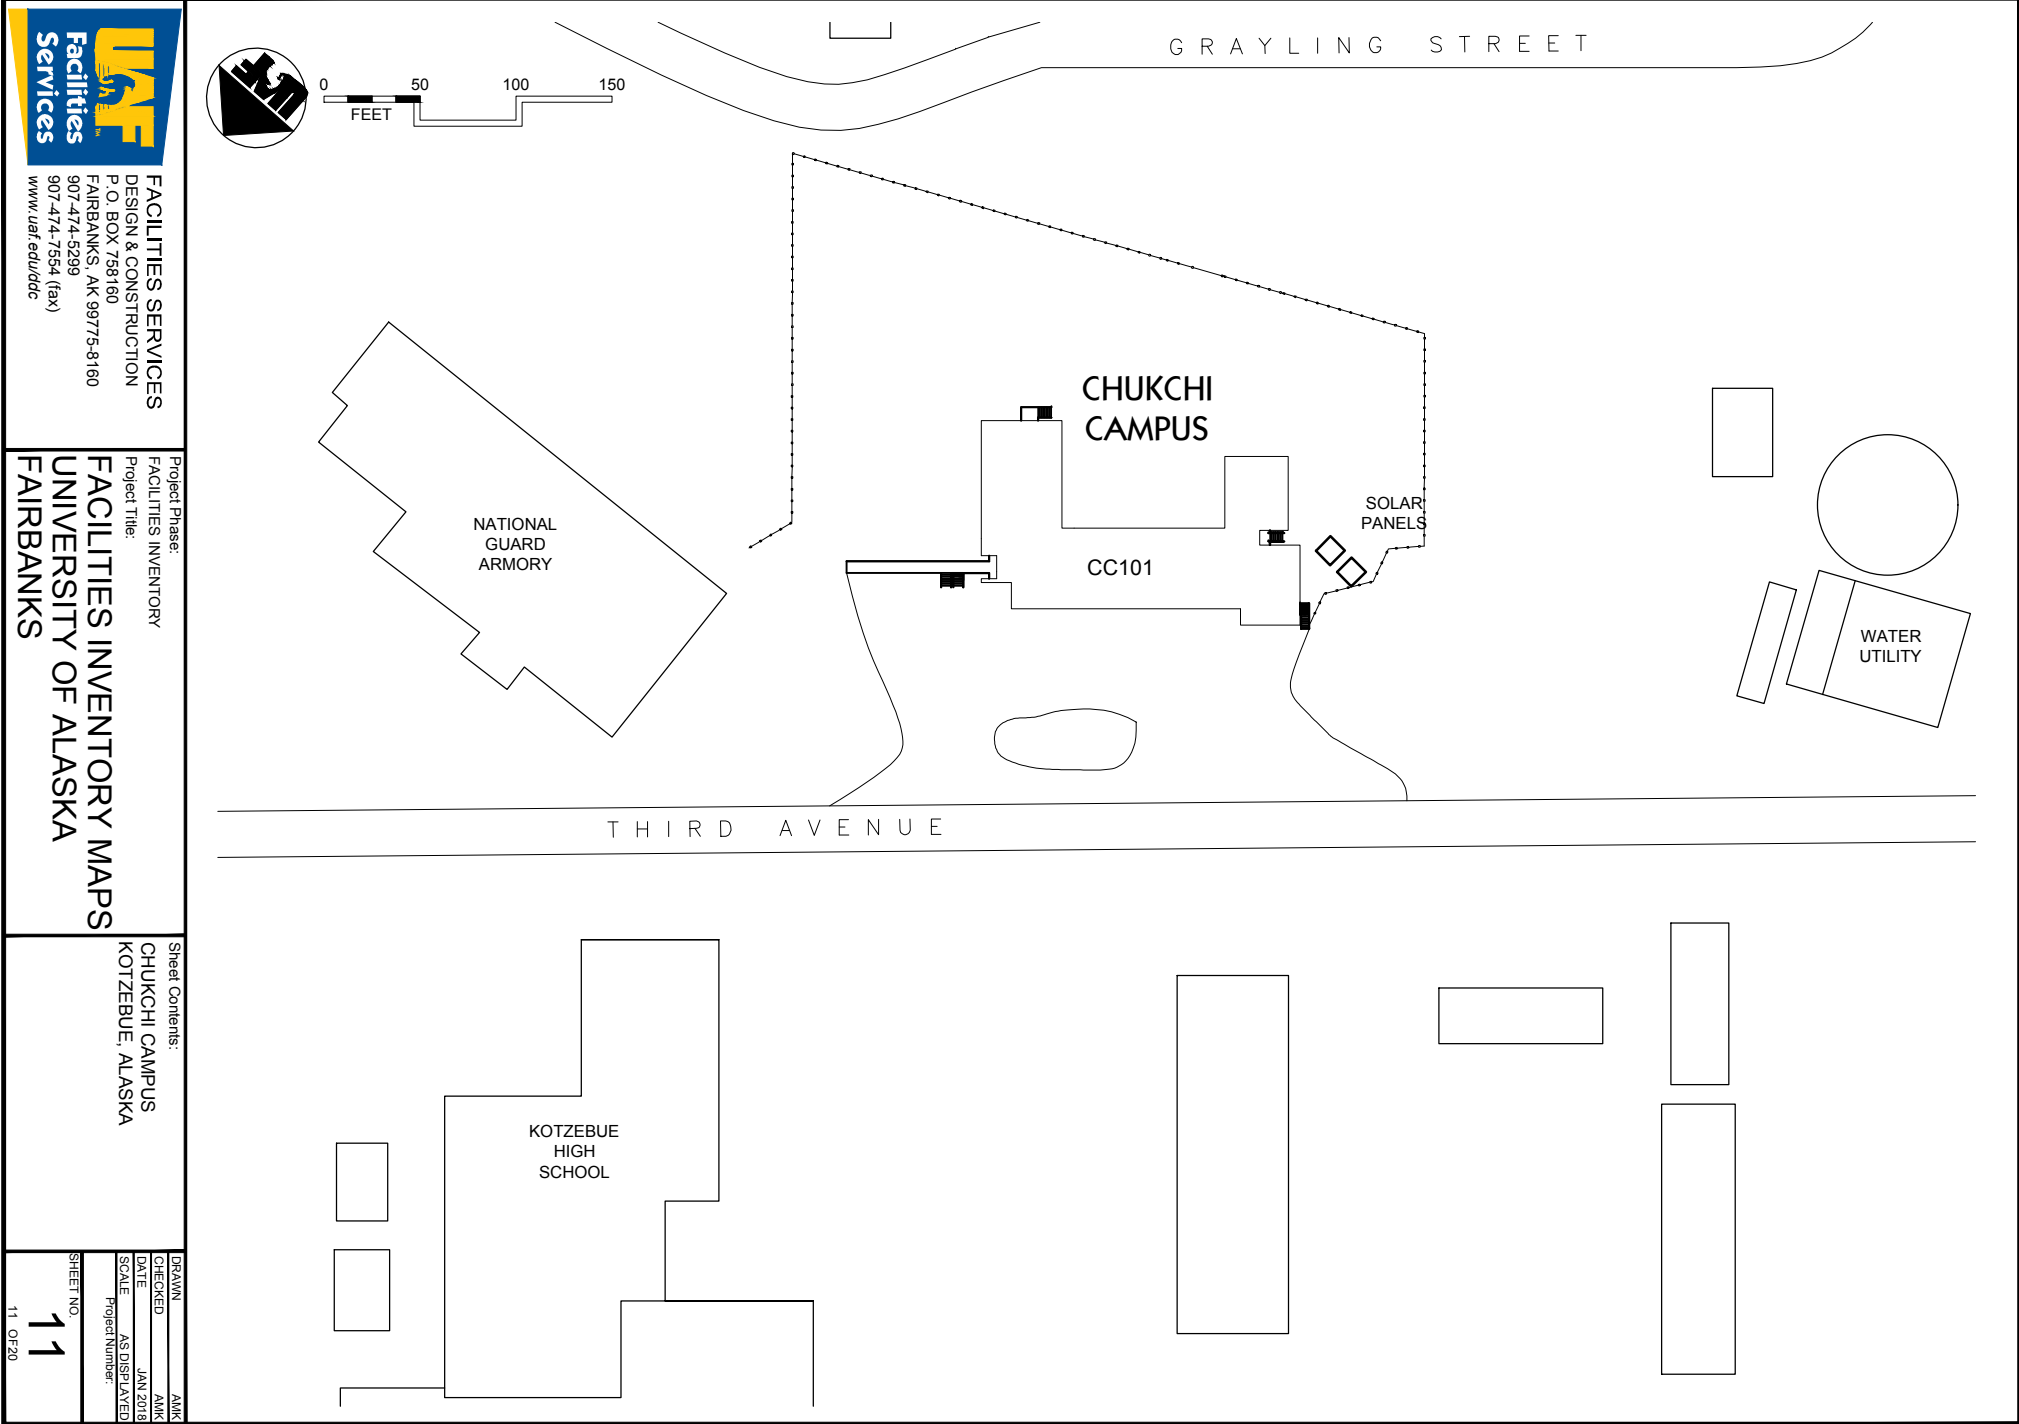 UAF
TM
Facilities
Services
FACILITIES SERVICES
DESIGN & CONSTRUCTION
P.O. BOX 758160
FAIRBANKS, AK 99775-8160
907-474-5299
907-474-7554 (fax)
www.uaf.edu/ddc
Project Phase:
FACILITIES INVENTORY
Project Title:
FACILITIES INVENTORY MAPS
UNIVERSITY OF ALASKA
FAIRBANKS
Sheet Contents:
CHUKCHI CAMPUS
KOTZEBUE, ALASKA
DRAWN AMK
CHECKED AMK
DATE JAN 2018
SCALE AS DISPLAYED
Project Number:
SHEET NO.
11
11 OF20
0 50 100 150
FEET
GRAYLING STREET
CHUKCHI
CAMPUS
SOLAR
PANELS
NATIONAL
GUARD
ARMORY
CC101
WATER
UTILITY
THIRD AVENUE
KOTZEBUE
HIGH
SCHOOL